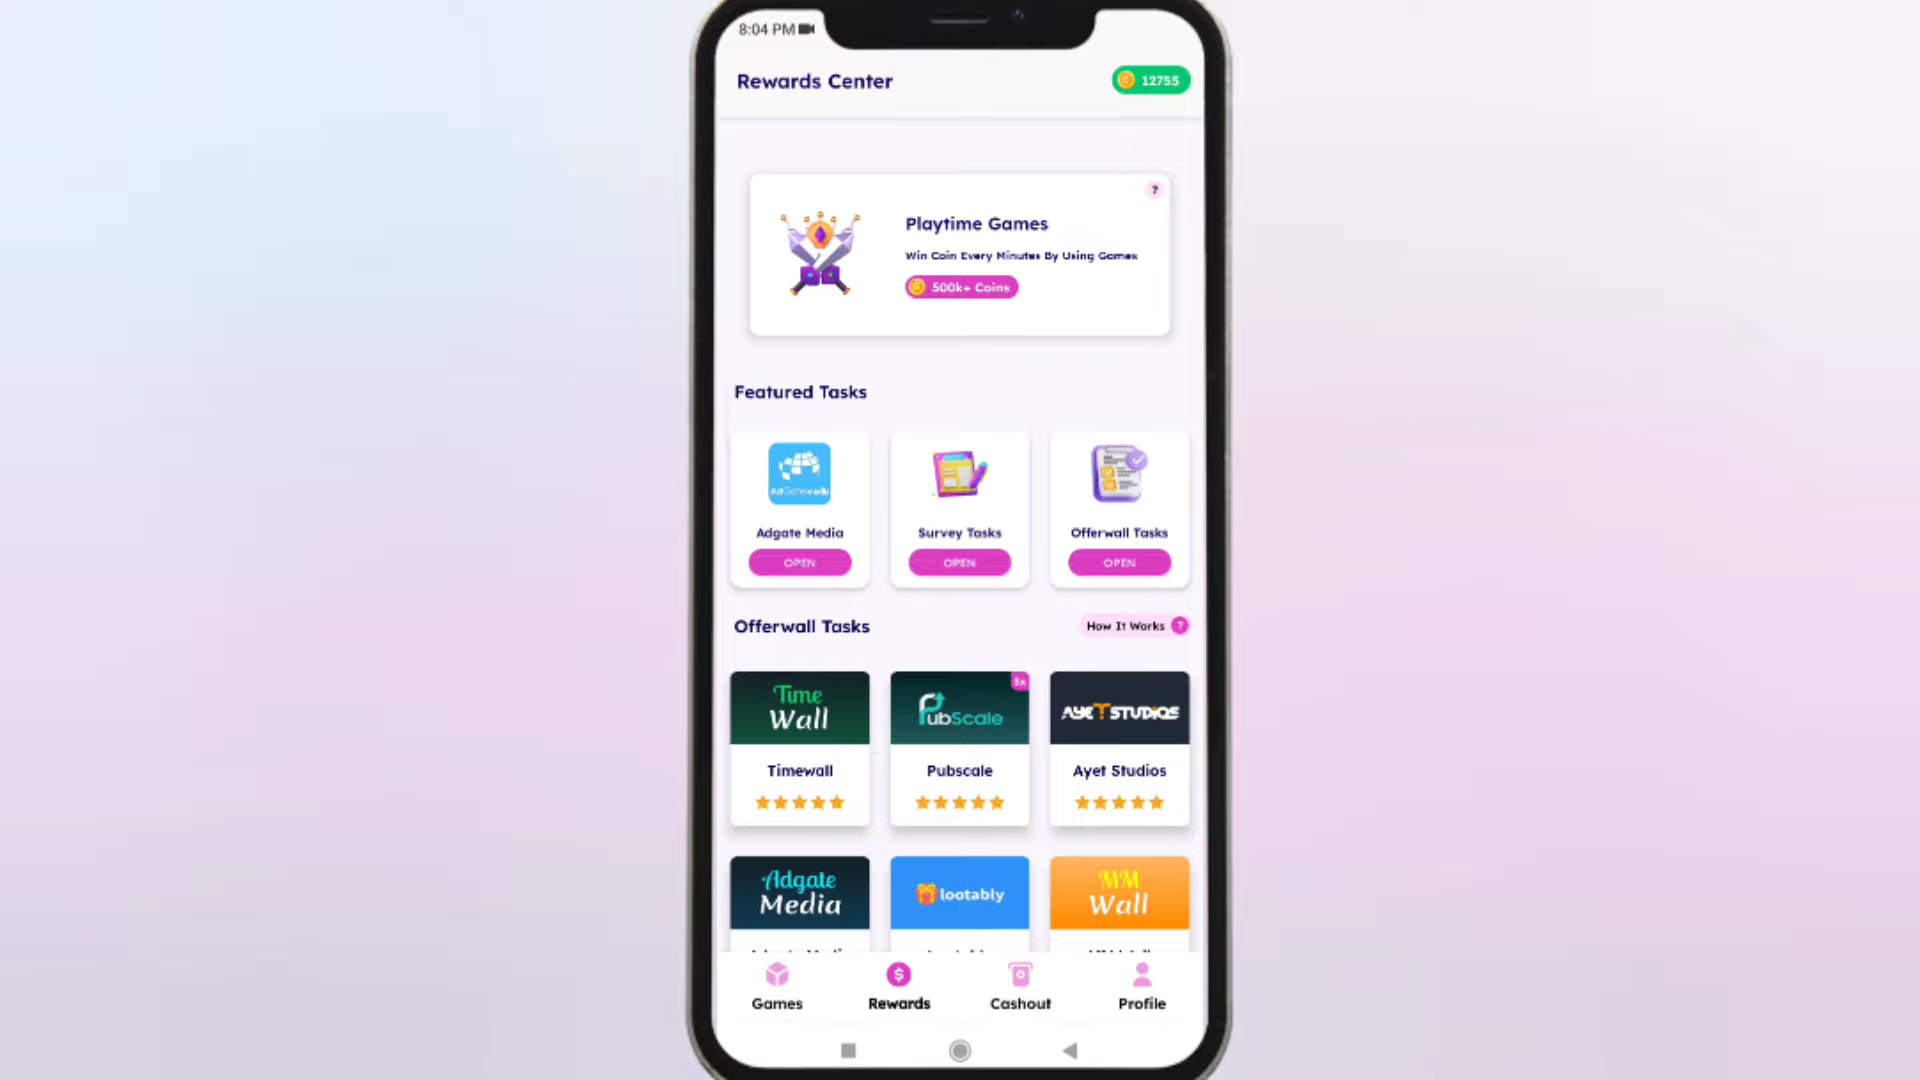 8:04 PM
Rewards Center
12755
?
Playtime Games
Win Coin Every Minutes By Using Games
500k+ Coins
Featured Tasks
AdGate
Adgate Media
Survey Tasks
Offerwall Tasks
OPEN
OPEN
OPEN
Offerwall Tasks
How It Works ?
Time
Wall
5x
PubScale
AYET STUDIOS
Timewall
Pubscale
Ayet Studios
Adgate
Media
lootably
MM
Wall
$
Games
Rewards
Cashout
Profile